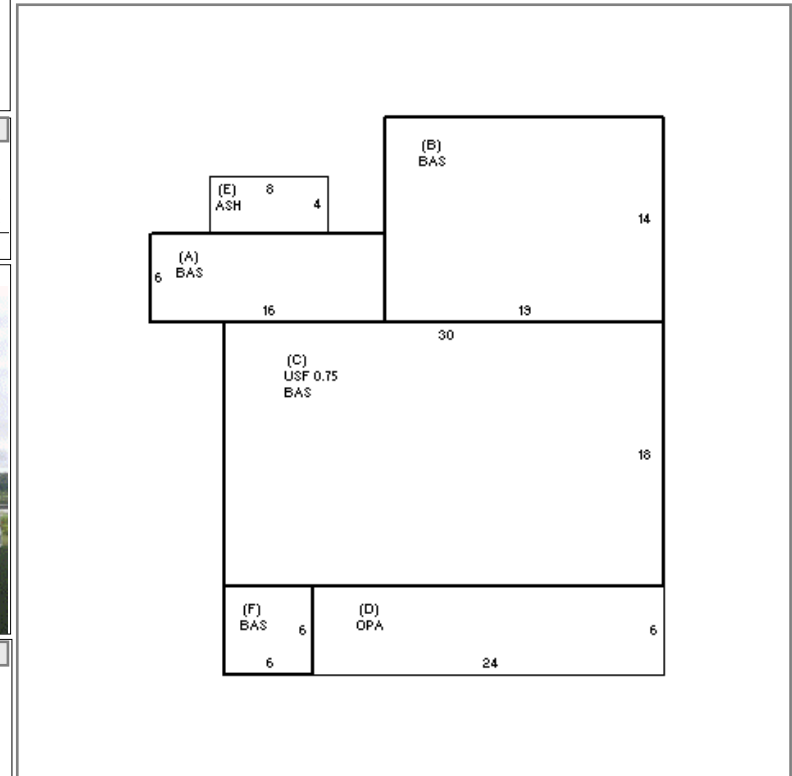 (B)
BAS
14
19
(E) 8
ASH 4
(A)
6 BAS
16
30
(C)
USF 0.75
BAS
18
(F)
BAS 6
6
(D)
OPA 6
24